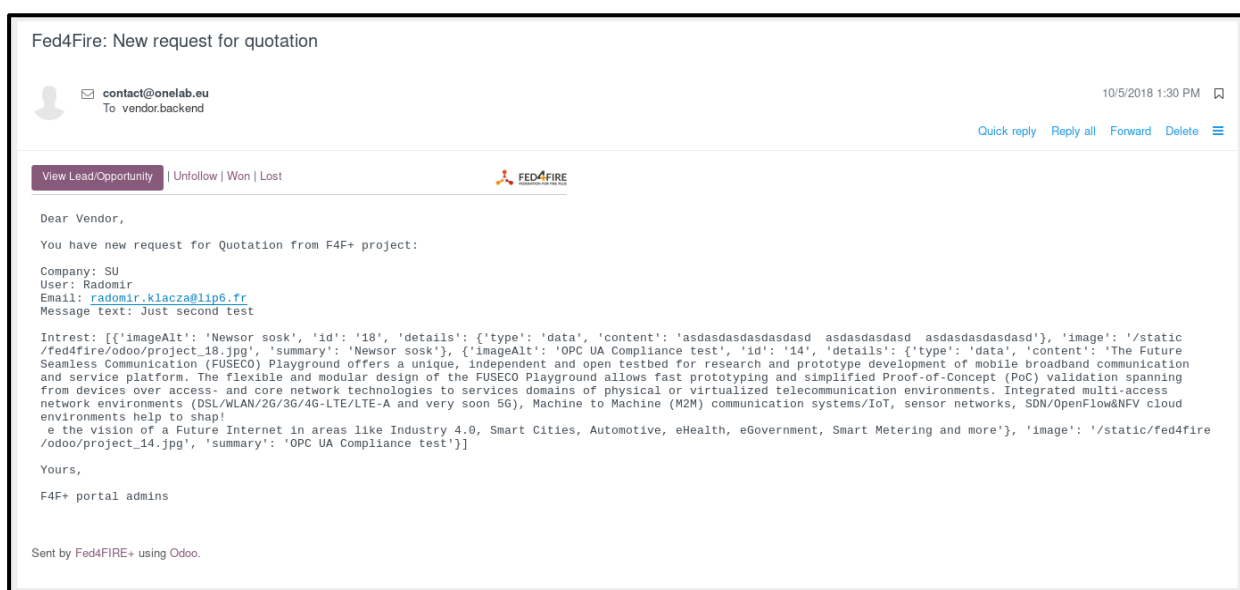 Fed4Fire: New request for quotation
contact@onelab.eu
10/5/2018 1:30 PM
To vendor.backend
Quick reply Reply all Forward Delete
View Lead/Opportunity | Unfollow | Won | Lost
FED4FIRE
FEDERATION FOR FIRE PLUS
Dear Vendor,
You have new request for Quotation from F4F+ project:
Company: SU
User: Radomir
Email: radomir.klacza@lip6.fr
Message text: Just second test
Intrest: [{'imageAlt': 'Newsor sosk', 'id': '18', 'details': {'type': 'data', 'content': 'asdasdasdasdasdasd  asdasdasdasd  asdasdasdasdasd'}, 'image': '/static
/fed4fire/odoo/project_18.jpg', 'summary': 'Newsor sosk'}, {'imageAlt': 'OPC UA Compliance test', 'id': '14', 'details': {'type': 'data', 'content': 'The Future
Seamless Communication (FUSECO) Playground offers a unique, independent and open testbed for research and prototype development of mobile broadband communication
and service platform. The flexible and modular design of the FUSECO Playground allows fast prototyping and simplified Proof-of-Concept (PoC) validation spanning
from devices over access- and core network technologies to services domains of physical or virtualized telecommunication environments. Integrated multi-access
network environments (DSL/WLAN/2G/3G/4G-LTE/LTE-A and very soon 5G), Machine to Machine (M2M) communication systems/IoT, sensor networks, SDN/OpenFlow&NFV cloud
environments help to shap!
e the vision of a Future Internet in areas like Industry 4.0, Smart Cities, Automotive, eHealth, eGovernment, Smart Metering and more'}, 'image': '/static/fed4fire
/odoo/project_14.jpg', 'summary': 'OPC UA Compliance test'}]
Yours,
F4F+ portal admins
Sent by Fed4FIRE+ using Odoo.